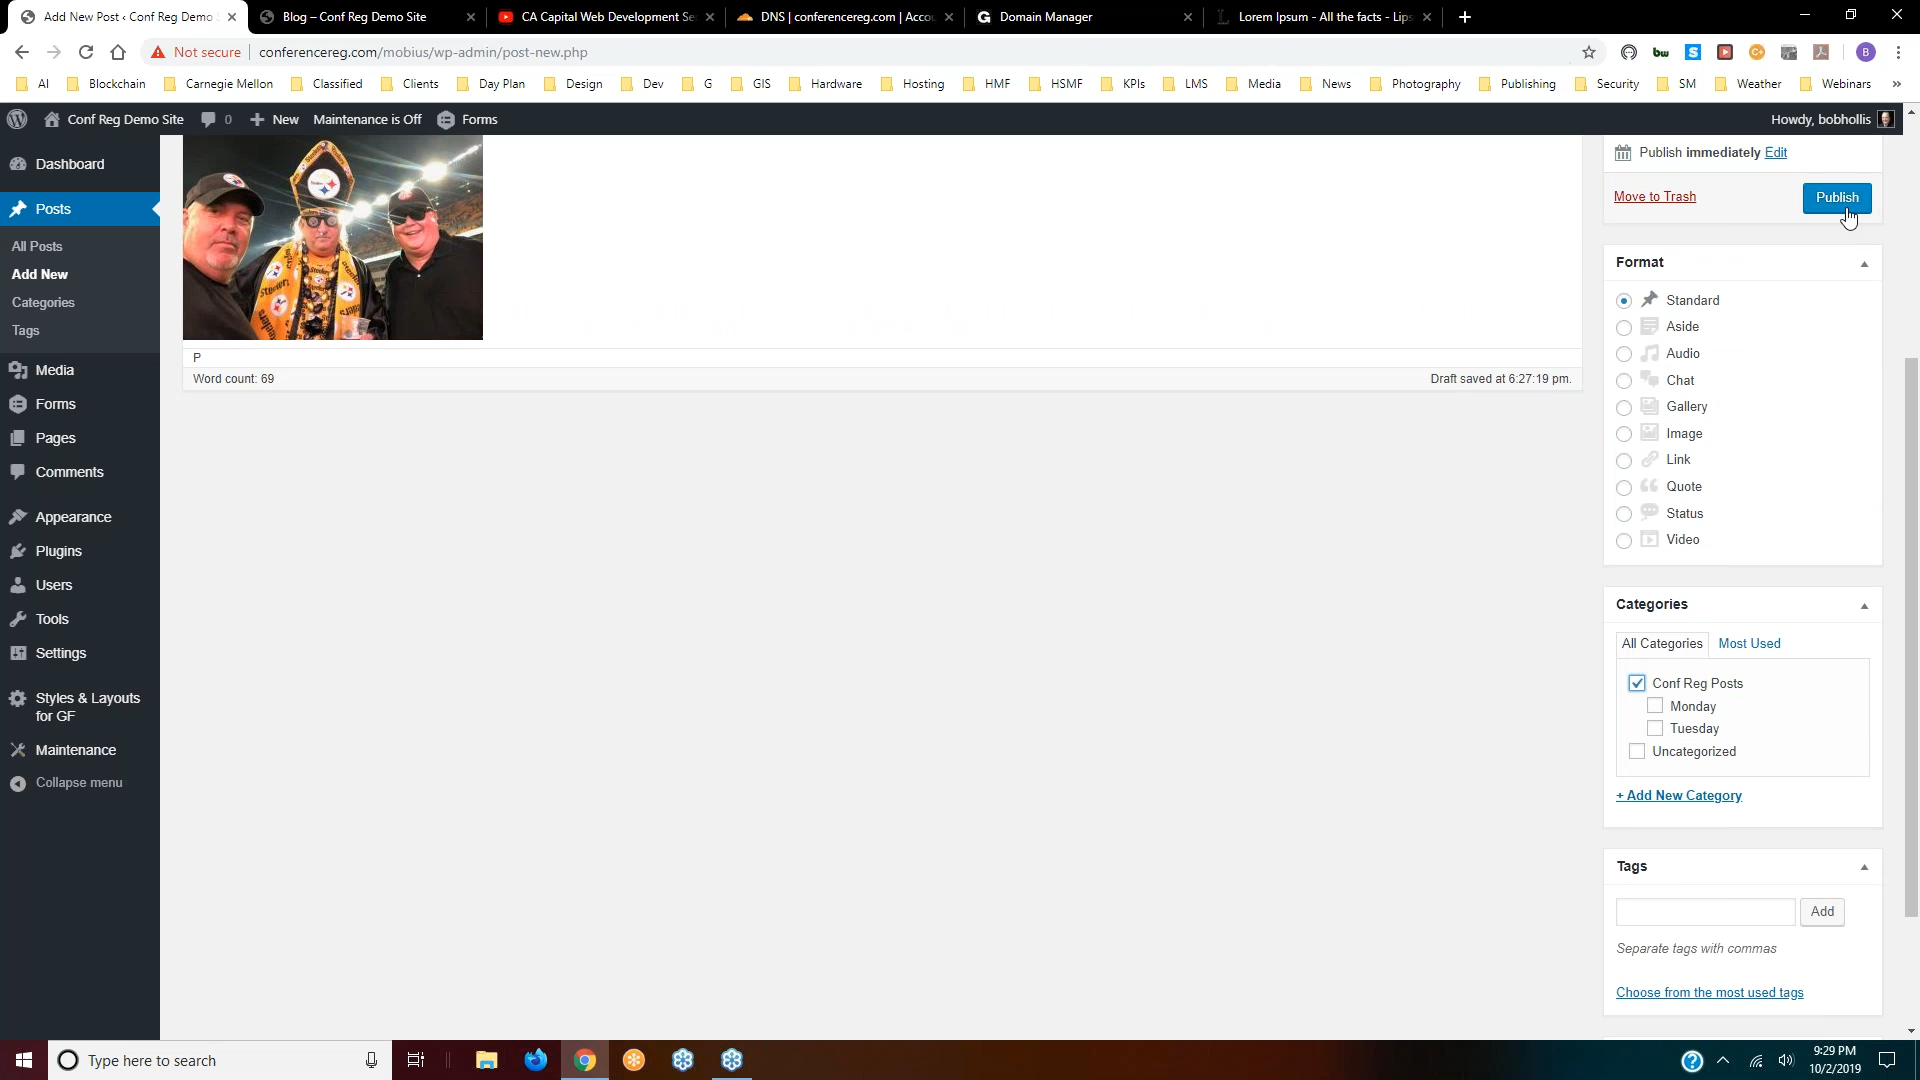 Add New Post ‹ Conf Reg Demo
Blog – Conf Reg Demo Site
CA Capital Web Development Se
DNS | conferencereg.com | Accou
Domain Manager
Lorem Ipsum - All the facts - Lips
Not secure
conferencereg.com/mobius/wp-admin/post-new.php
AI
Blockchain
Carnegie Mellon
Classified
Clients
Day Plan
Design
Dev
G
GIS
Hardware
Hosting
HMF
HSMF
KPIs
LMS
Media
News
Photography
Publishing
Security
SM
Weather
Webinars
Conf Reg Demo Site
0
New
Maintenance is Off
Forms
Howdy, bobhollis
Dashboard
Posts
All Posts
Add New
Categories
Tags
Media
Forms
Pages
Comments
Appearance
Plugins
Users
Tools
Settings
Styles & Layouts
for GF
Maintenance
Collapse menu
Steelers
P
Word count: 69
Draft saved at 6:27:19 pm.
Publish immediately Edit
Move to Trash
Publish
Format
Standard
Aside
Audio
Chat
Gallery
Image
Link
Quote
Status
Video
Categories
All Categories
Most Used
Conf Reg Posts
Monday
Tuesday
Uncategorized
+ Add New Category
Tags
Add
Separate tags with commas
Choose from the most used tags
Type here to search
9:29 PM
10/2/2019